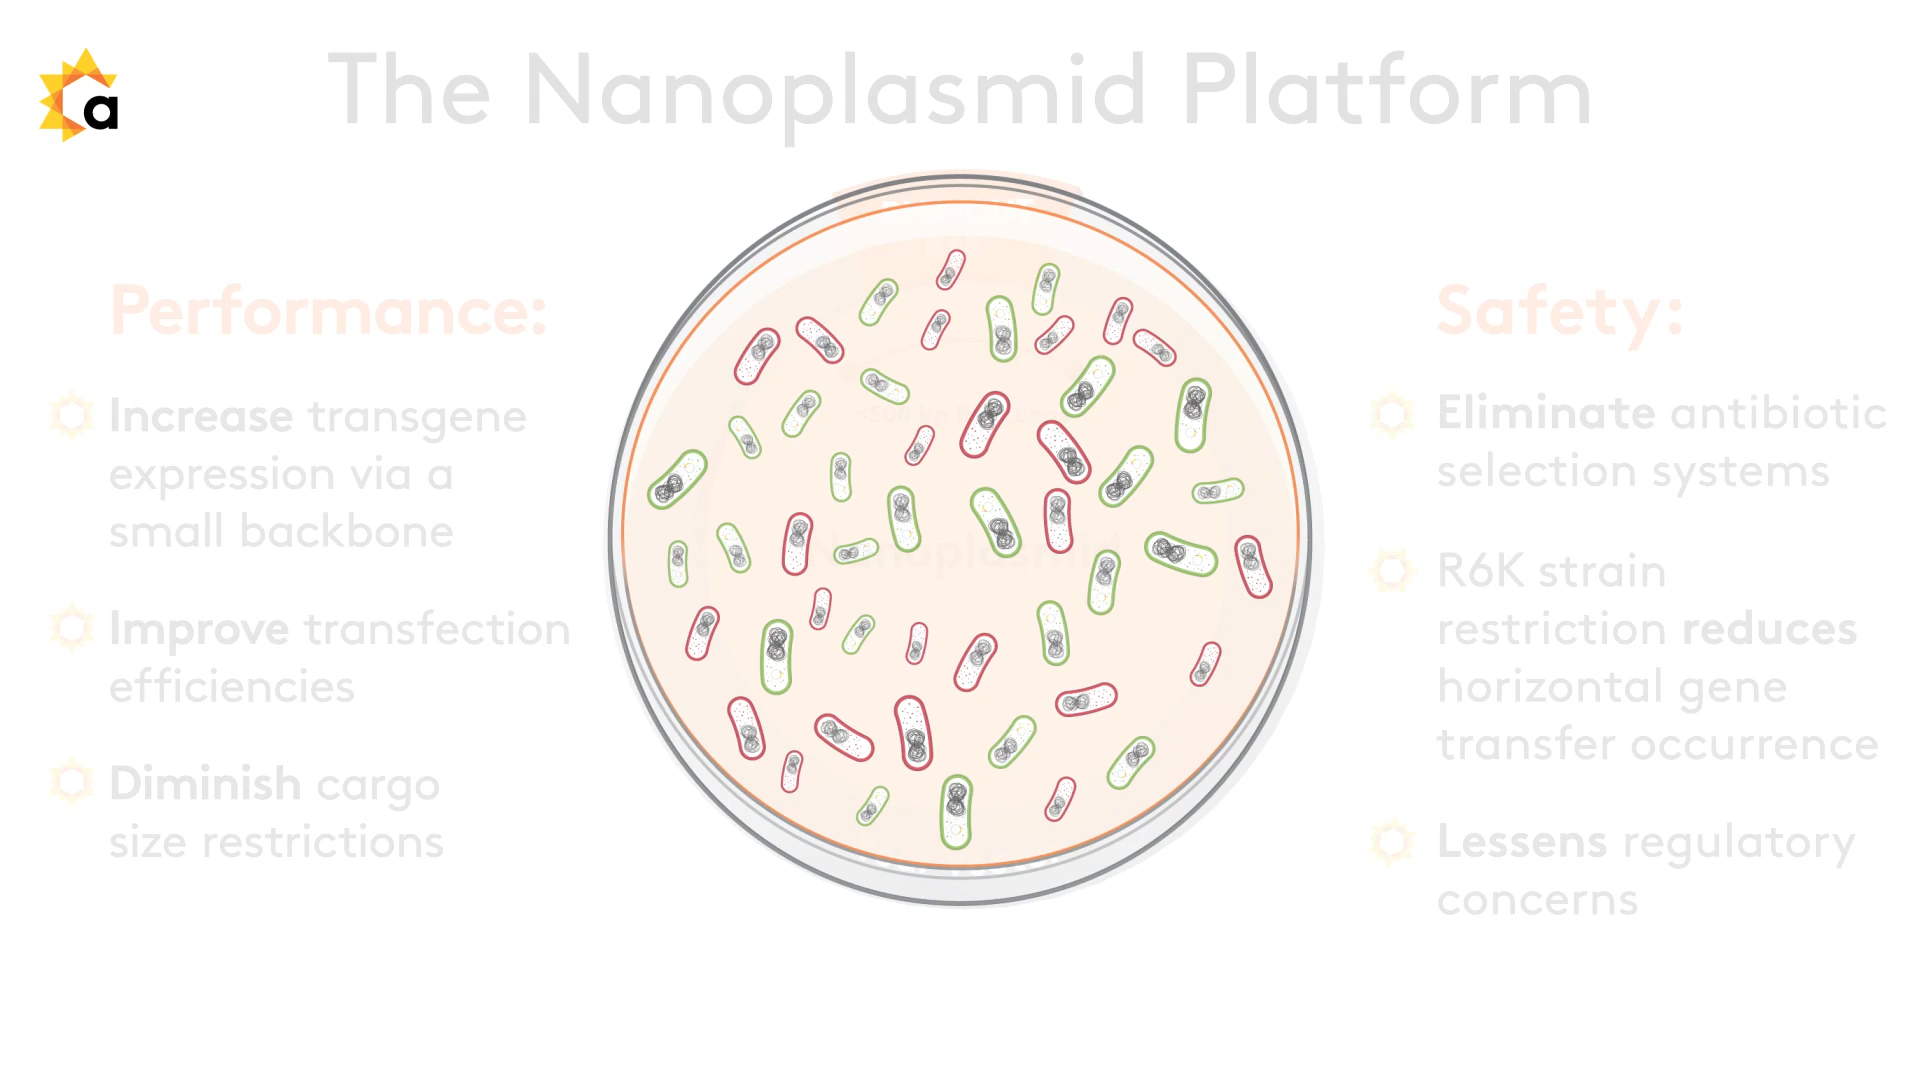 a
The Nanoplasmid Platform
Performance:
Increase transgene
expression via a
small backbone
Improve transfection
efficiencies
Diminish cargo
size restrictions
Nanoplasmid
Safety:
Eliminate antibiotic
selection systems
R6K strain
restriction reduces
horizontal gene
transfer occurrence
Lessens regulatory
concerns